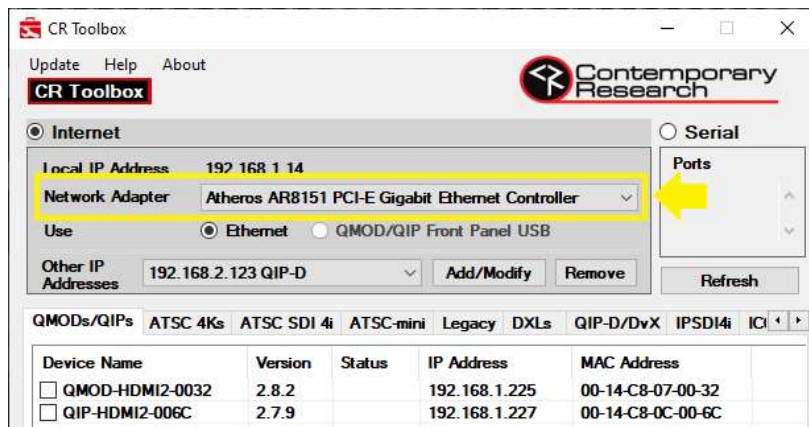 CR Toolbox
Update Help About
CR Toolbox
Contemporary
Research
Internet
Serial
Local IP Address 192.168.1.14
Ports
Network Adapter Atheros AR8151 PCI-E Gigabit Ethernet Controller
Use Ethernet QMOD/QIP Front Panel USB
Other IP
Addresses
192.168.2.123 QIP-D Add/Modify Remove
Refresh
QMODs/QIPs ATSC 4Ks ATSC SDI 4i ATSC-mini Legacy DXLs QIP-D/DvX IPSDI4i
Device Name Version Status IP Address MAC Address
QMOD-HDMI2-0032 2.8.2 192.168.1.225 00-14-C8-07-00-32
QIP-HDMI2-006C 2.7.9 192.168.1.227 00-14-C8-0C-00-6C